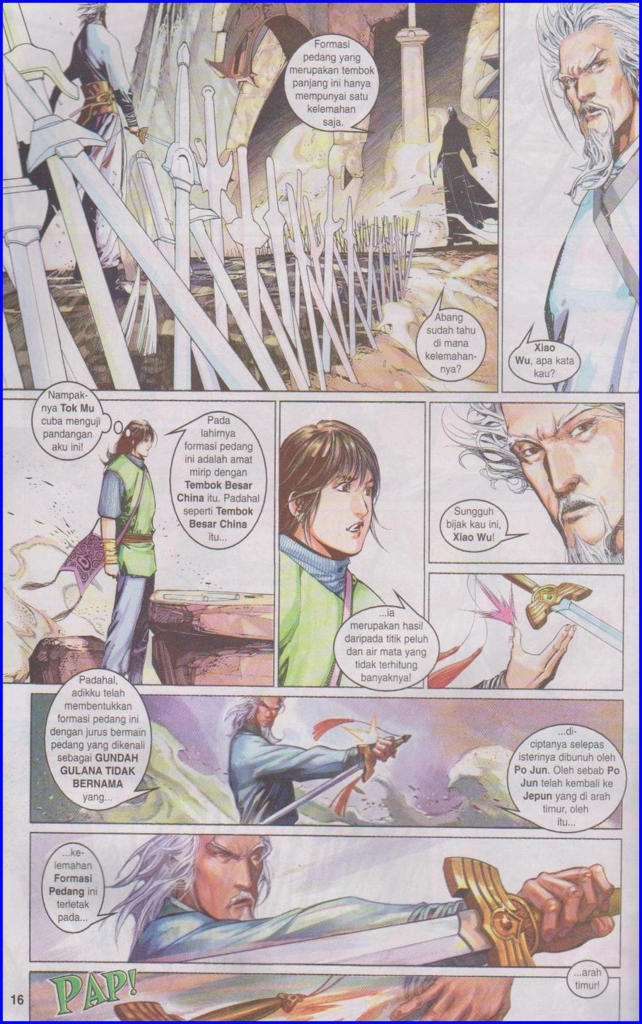 Formasi
pedang yang
merupakan tembok
panjang ini hanya
mempunyai satu
kelemahan
saja.
Abang
sudah tahu
di mana
kelemahan-
nya?
Xiao
Wu, apa kata
kau?
Nampak-
nya Tok Mu
cuba menguji
pandangan
aku ini!
Pada
lahirnya
formasi pedang
ini adalah amat
mirip dengan
Tembok Besar
China itu. Padahal
seperti Tembok
Besar China
itu...
...ia
merupakan hasil
daripada titik peluh
dan air mata yang
tidak terhitung
banyaknya!
Sungguh
bijak kau ini,
Xiao Wu!
Padahal,
adikku telah
membentukkan
formasi pedang ini
dengan jurus bermain
pedang yang dikenali
sebagai GUNDAH
GULANA TIDAK
BERNAMA
yang...
...di-
ciptanya selepas
isterinya dibunuh oleh
Po Jun. Oleh sebab Po
Jun telah kembali ke
Jepun yang di arah
timur, oleh
itu...
...ke-
lemahan
Formasi
Pedang ini
terletak
pada...
...arah
timur!
PAP!
16